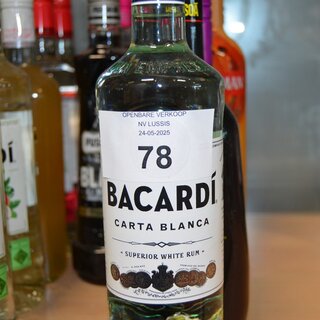 OPENBARE VERKOOP
NV LUSSIS
24-05-2025
78
BACARDÍ
CARTA BLANCA
SUPERIOR WHITE RUM